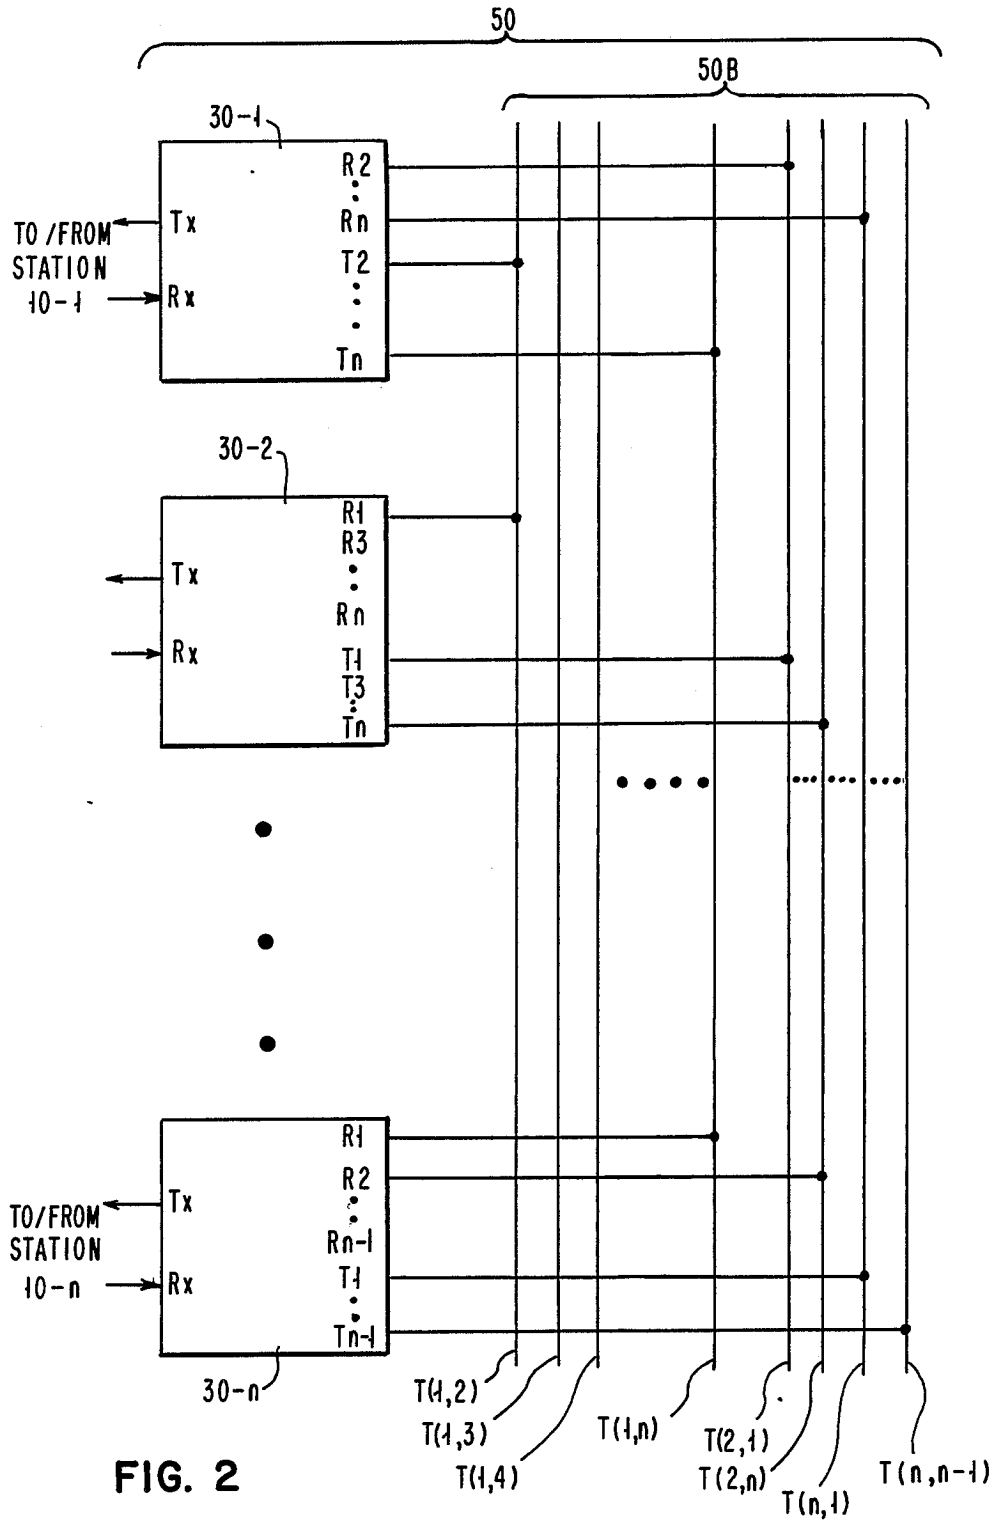 50
50B
30-1
R2
Rn
Tx
T2
TO/FROM
STATION
10-1
Rx
Tn
30-2
R1
R3
Tx
Rn
Rx
T1
T3
Tn
R1
R2
Tx
TO/FROM
STATION
10-n
Rn-1
T1
Rx
Tn-1
30-n
T(1,2)
T(1,3)
T(1,4)
T(1,n)
T(2,1)
T(2,n)
T(n,1)
T(n,n-1)
FIG. 2